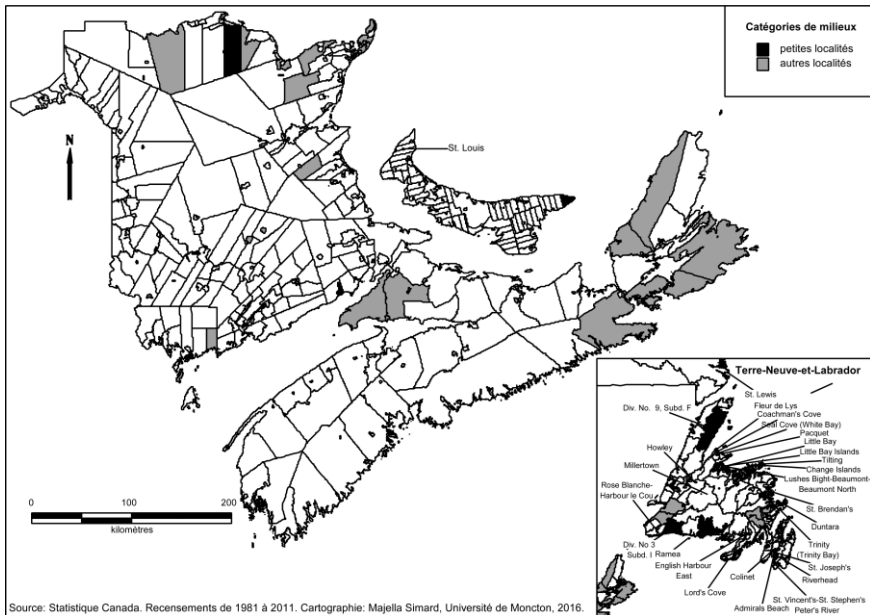 Catégories de milieux
petites localités
autres localités
N
St. Louis
0 100 200
kilomètres
Terre-Neuve-et-Labrador
St. Lewis
Div. No. 9, Subd. F
Fleur de Lys
Coachman's Cove
Seal Cove (White Bay)
Pacquet
Little Bay
Little Bay Islands
Tilting
Change Islands
Lushes Bight-Beaumont-
Beaumont North
Howley
Millertown
Rose Blanche-
Harbour le Cou
St. Brendan's
Duntara
Trinity
(Trinity Bay)
St. Joseph's
Riverhead
Div. No 3
Subd. I
Ramea
English Harbour
East
Lord's Cove
Colinet
Admirals Beach
St. Vincent's-St. Stephen's
Peter's River
Source: Statistique Canada. Recensements de 1981 à 2011. Cartographie: Majella Simard, Université de Moncton, 2016.